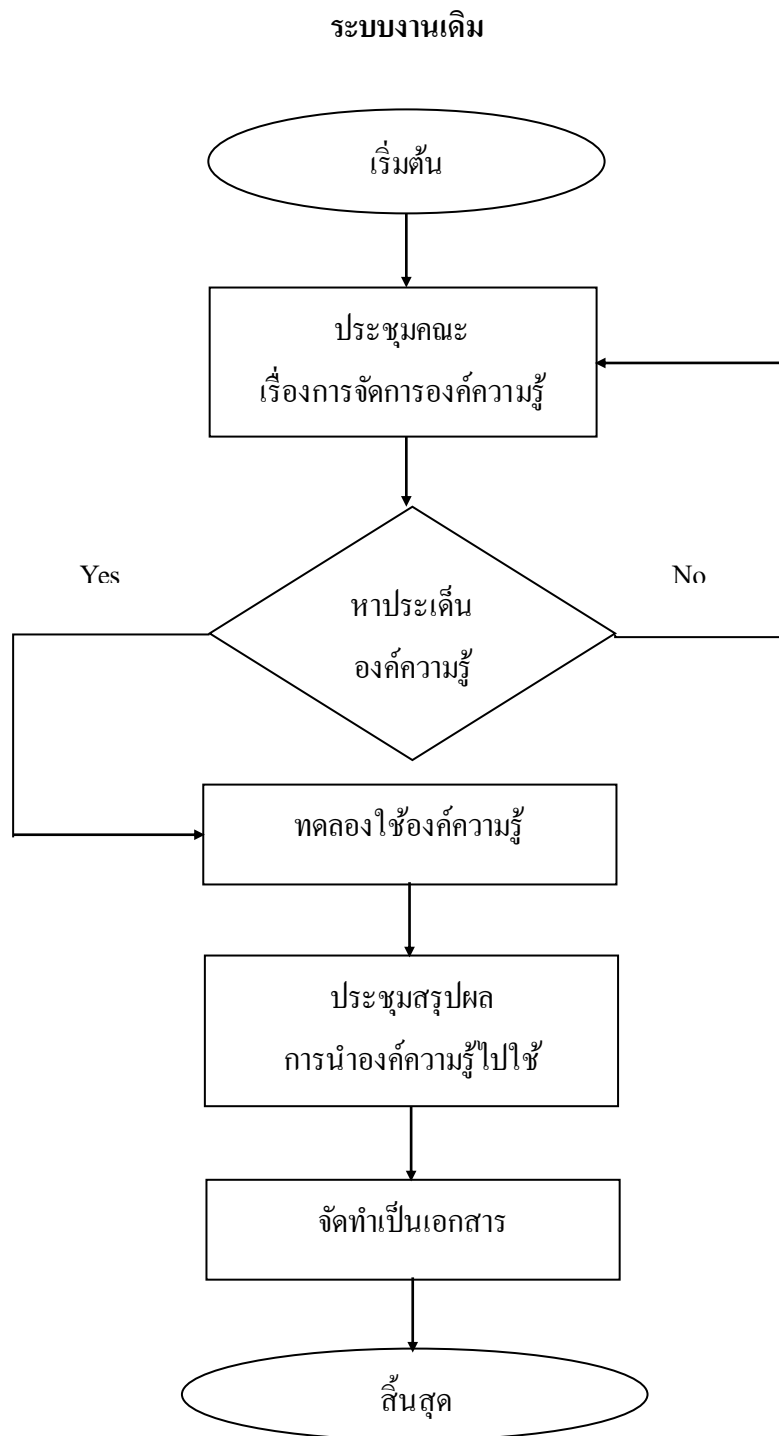 ระบบงานเดิม
เริ่มต้น
ประชุมคณะ
เรื่องการจัดการองค์ความรู้
Yes
No
หาประเด็น
องค์ความรู้
ทดลองใช้องค์ความรู้
ประชุมสรุปผล
การนำองค์ความรู้ไปใช้
จัดทำเป็นเอกสาร
สิ้นสุด